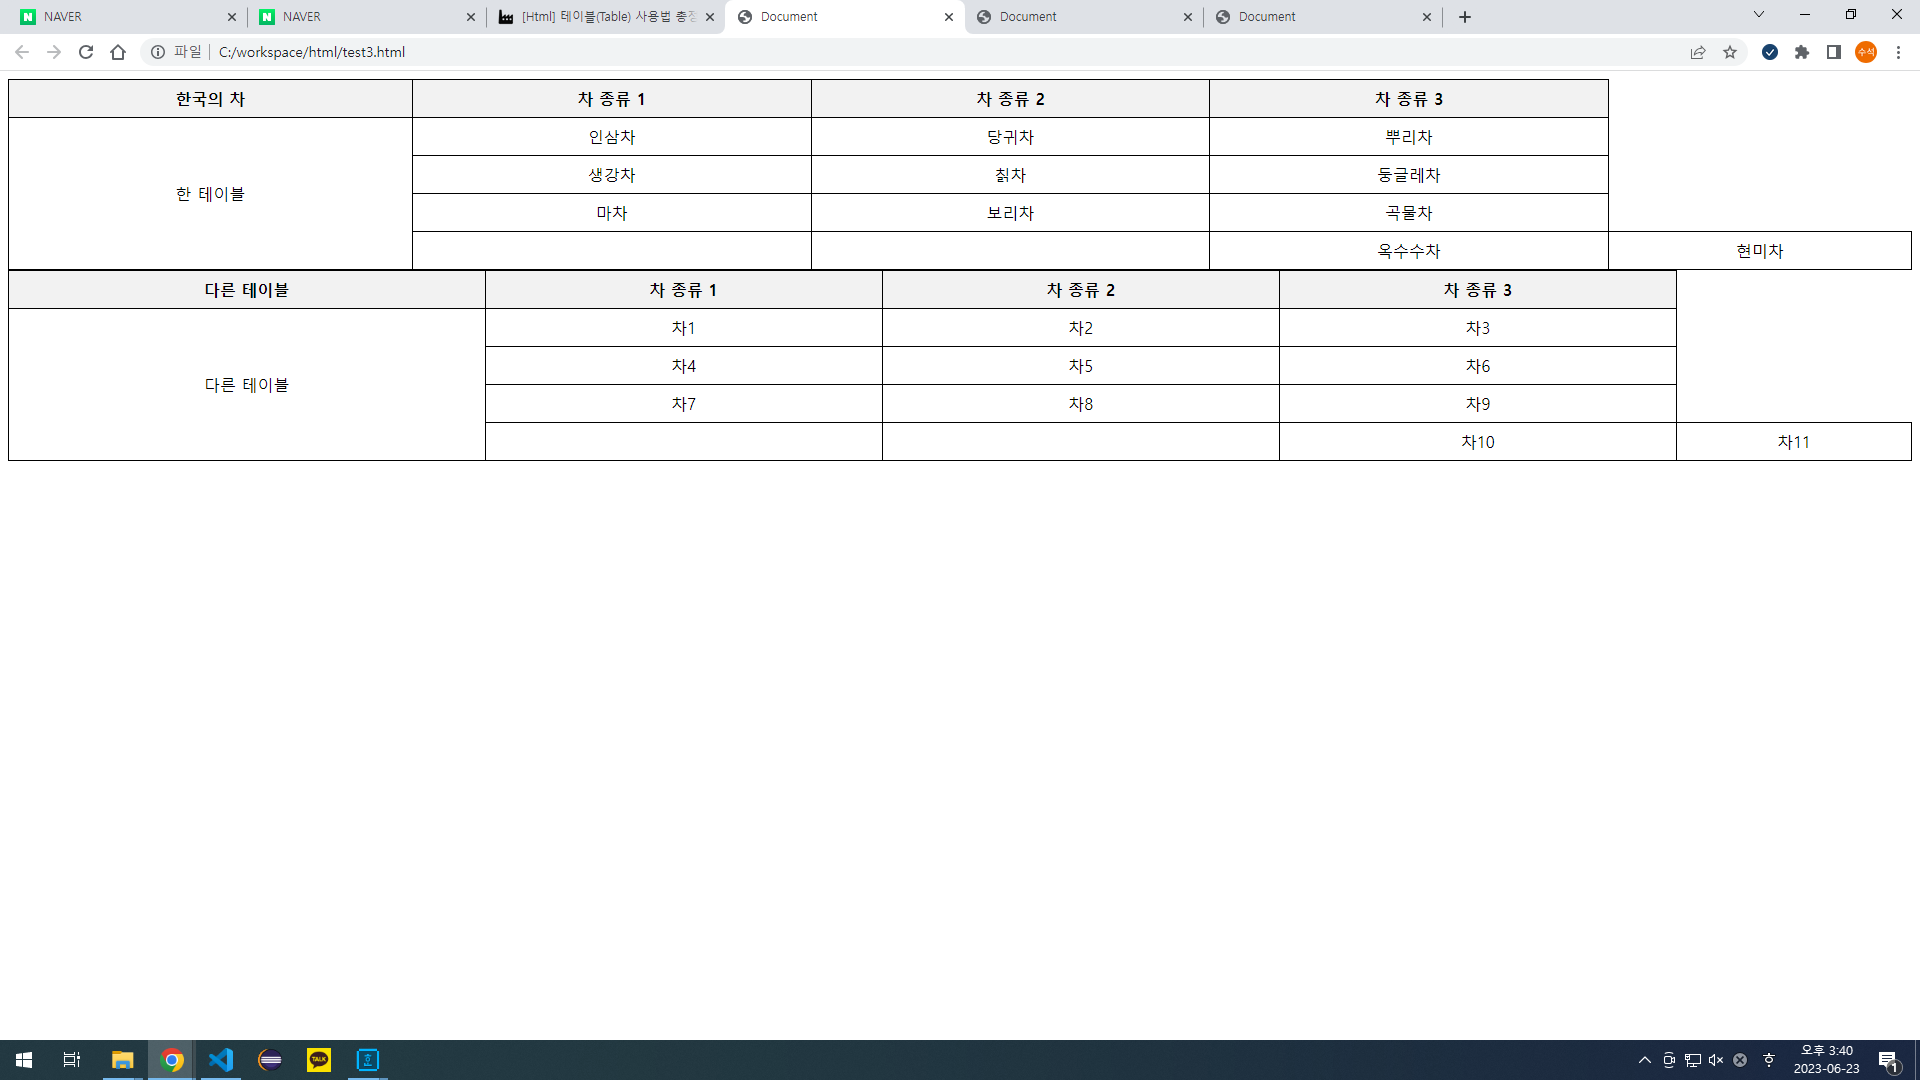 NAVER
NAVER
[Html] 테이블(Table) 사용법 총정
Document
Document
Document
파일
C:/workspace/html/test3.html
수석
한국의 차 차 종류 1 차 종류 2 차 종류 3
인삼차 당귀차 뿌리차
생강차 칡차 둥글레차
한 테이블
마차 보리차 곡물차
옥수수차 현미차
다른 테이블 차 종류 1 차 종류 2 차 종류 3
차1 차2 차3
차4 차5 차6
다른 테이블
차7 차8 차9
차10 차11
TALK
오후 3:40
2023-06-23
1